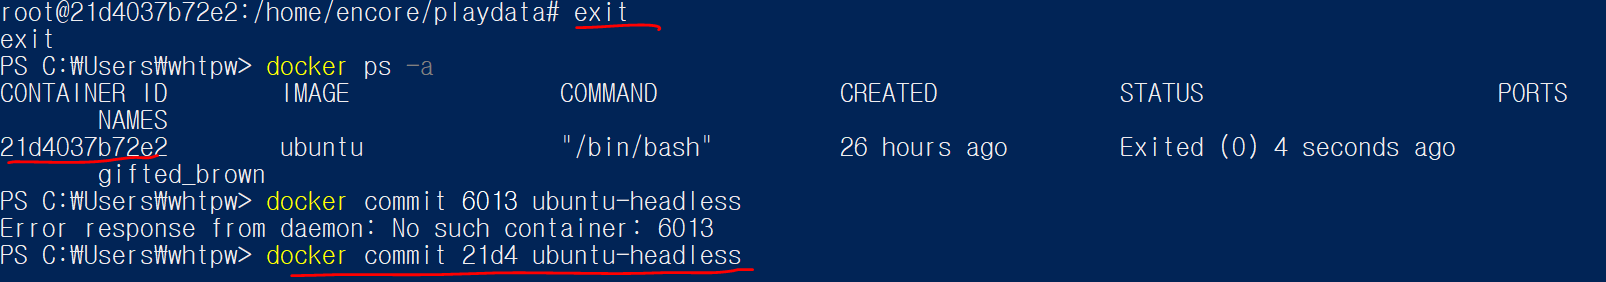 root@21d4037b72e2:/home/encore/playdata# exit
exit
PS C:₩Users₩whtpw> docker ps -a
CONTAINER ID        IMAGE               COMMAND             CREATED             STATUS                     PORTS
       NAMES
21d4037b72e2        ubuntu              "/bin/bash"         26 hours ago        Exited (0) 4 seconds ago
       gifted_brown
PS C:₩Users₩whtpw> docker commit 6013 ubuntu-headless
Error response from daemon: No such container: 6013
PS C:₩Users₩whtpw> docker commit 21d4 ubuntu-headless